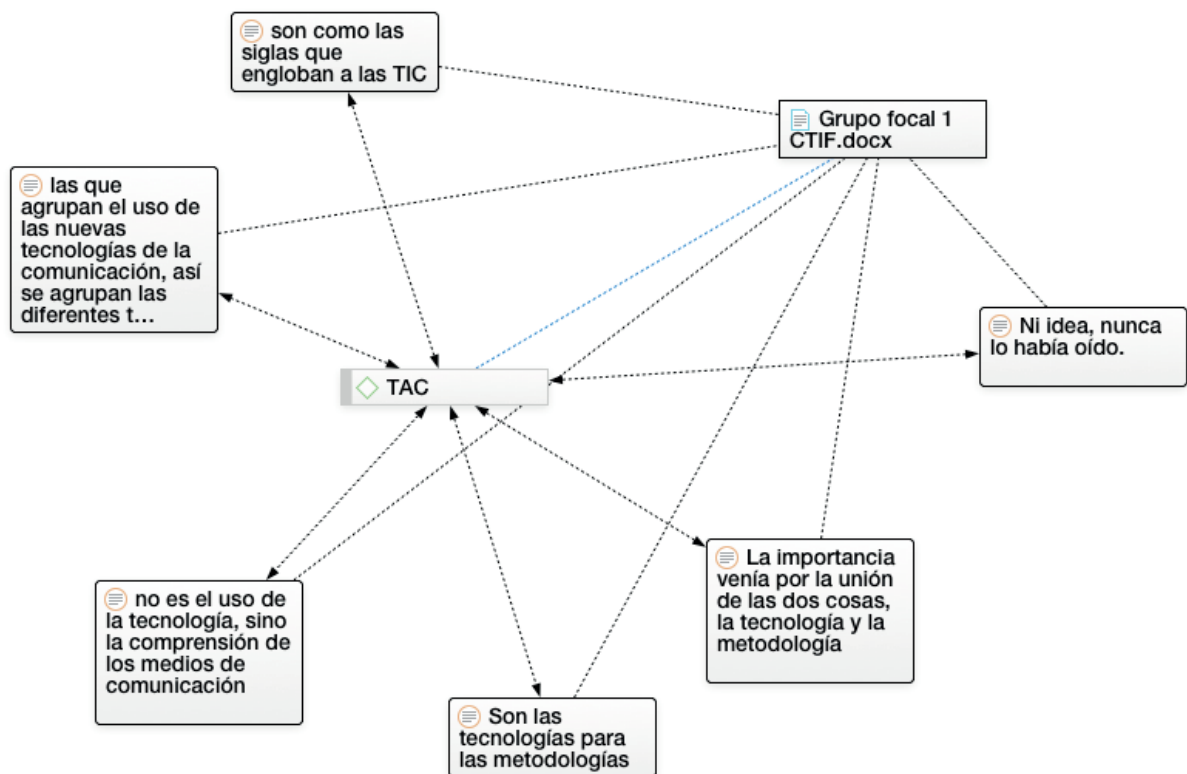 son como las
siglas que
engloban a las TIC
Grupo focal 1
CTIF.docx
las que
agrupan el uso de
las nuevas
tecnologías de la
comunicación, así
se agrupan las
diferentes t...
Ni idea, nunca
lo había oído.
TAC
La importancia
venía por la unión
de las dos cosas,
la tecnología y la
metodología
no es el uso de
la tecnología, sino
la comprensión de
los medios de
comunicación
Son las
tecnologías para
las metodologías